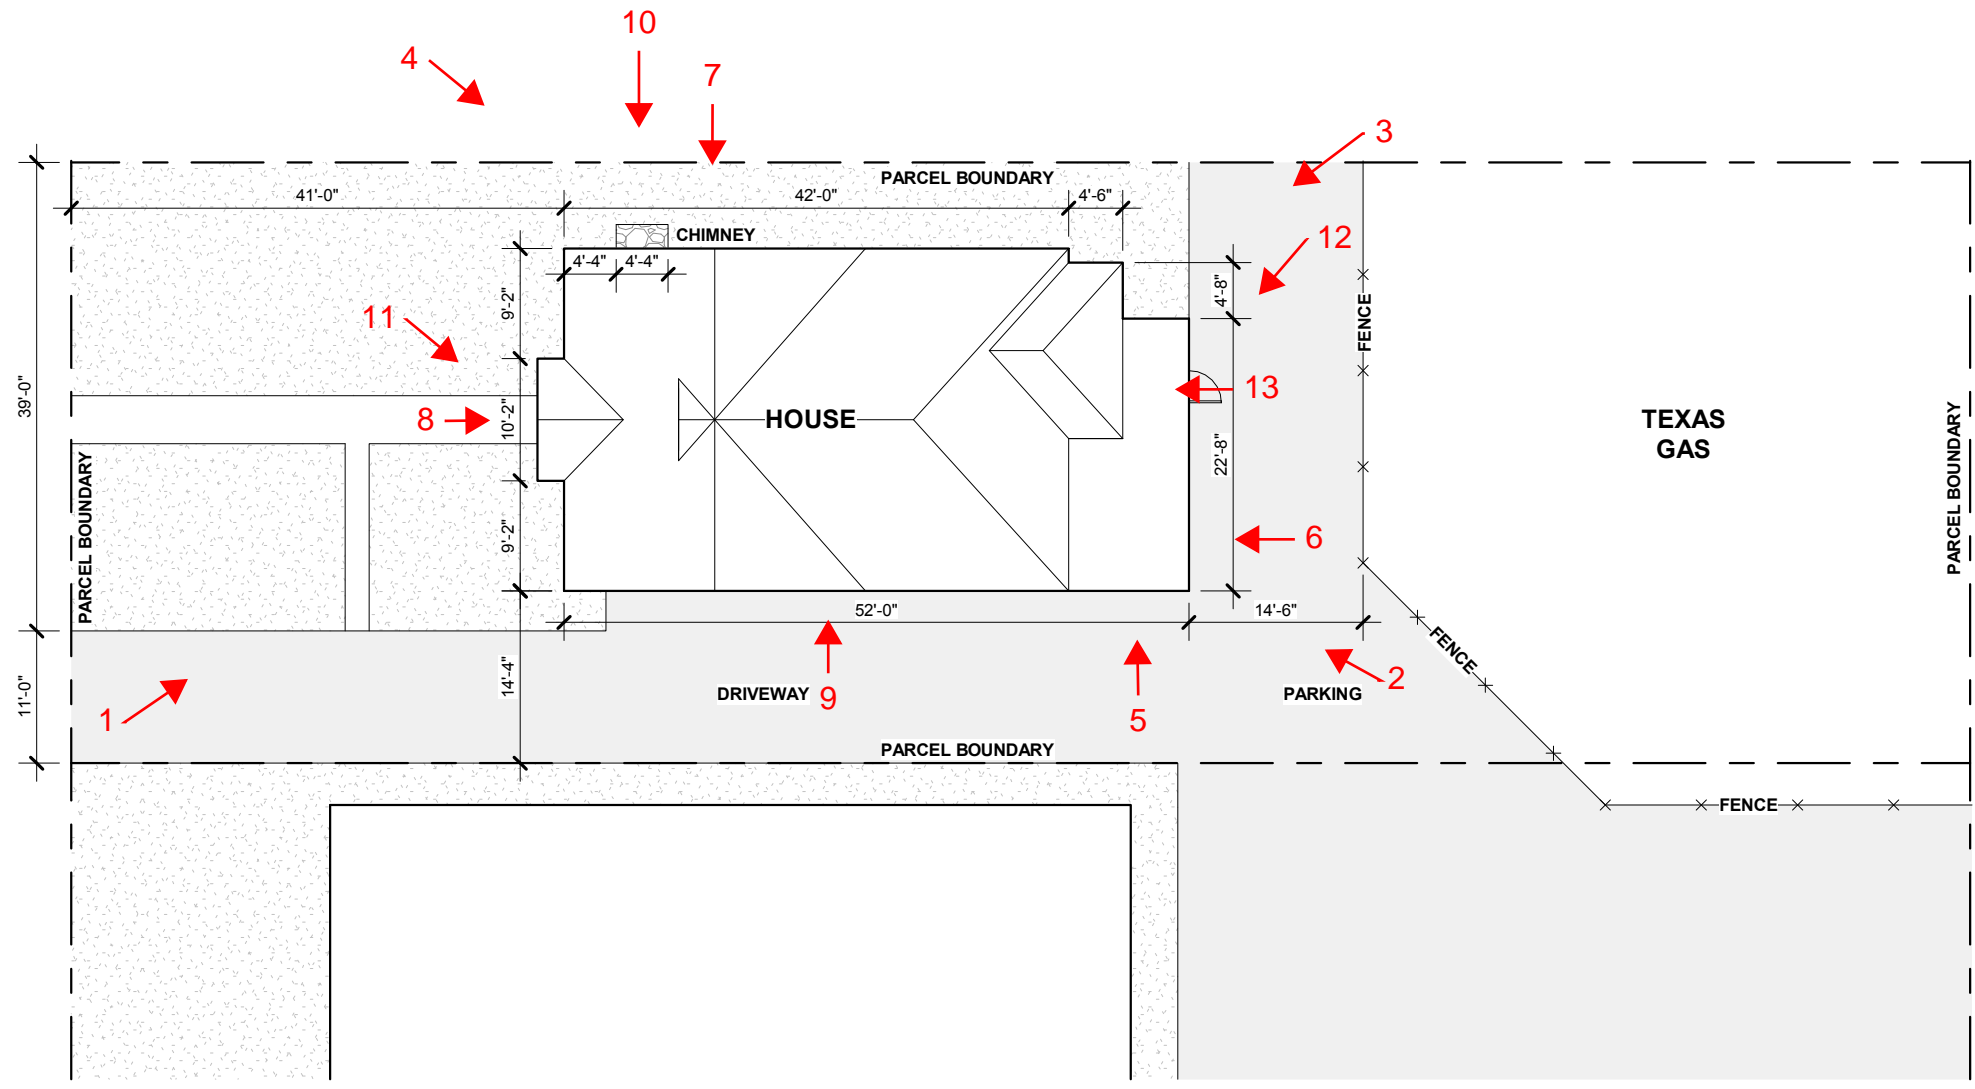 10
4
7
3
PARCEL BOUNDARY
41'-0"
42'-0"
4'-6"
CHIMNEY
12
4'-4"
4'-4"
9'-2"
4'-8"
11
FENCE
39'-0"
8
10'-2"
HOUSE
13
TEXAS
GAS
22'-8"
PARCEL BOUNDARY
PARCEL BOUNDARY
9'-2"
6
52'-0"
14'-6"
FENCE
11'-0"
1
14'-4"
DRIVEWAY
9
5
PARKING
2
PARCEL BOUNDARY
FENCE